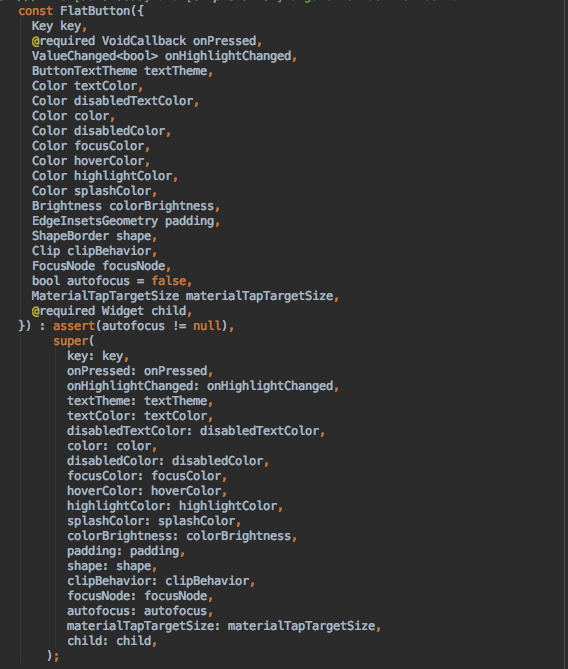 const FlatButton({
Key key,
@required VoidCallback onPressed,
ValueChanged<bool> onHighlightChanged,
ButtonTextTheme textTheme,
Color textColor,
Color disabledTextColor,
Color color,
Color disabledColor,
Color focusColor,
Color hoverColor,
Color highlightColor,
Color splashColor,
Brightness colorBrightness,
EdgeInsetsGeometry padding,
ShapeBorder shape,
Clip clipBehavior,
FocusNode focusNode,
bool autofocus = false,
MaterialTapTargetSize materialTapTargetSize,
@required Widget child,
}) : assert(autofocus != null),
super(
key: key,
onPressed: onPressed,
onHighlightChanged: onHighlightChanged,
textTheme: textTheme,
textColor: textColor,
disabledTextColor: disabledTextColor,
color: color,
disabledColor: disabledColor,
focusColor: focusColor,
hoverColor: hoverColor,
highlightColor: highlightColor,
splashColor: splashColor,
colorBrightness: colorBrightness,
padding: padding,
shape: shape,
clipBehavior: clipBehavior,
focusNode: focusNode,
autofocus: autofocus,
materialTapTargetSize: materialTapTargetSize,
child: child,
);